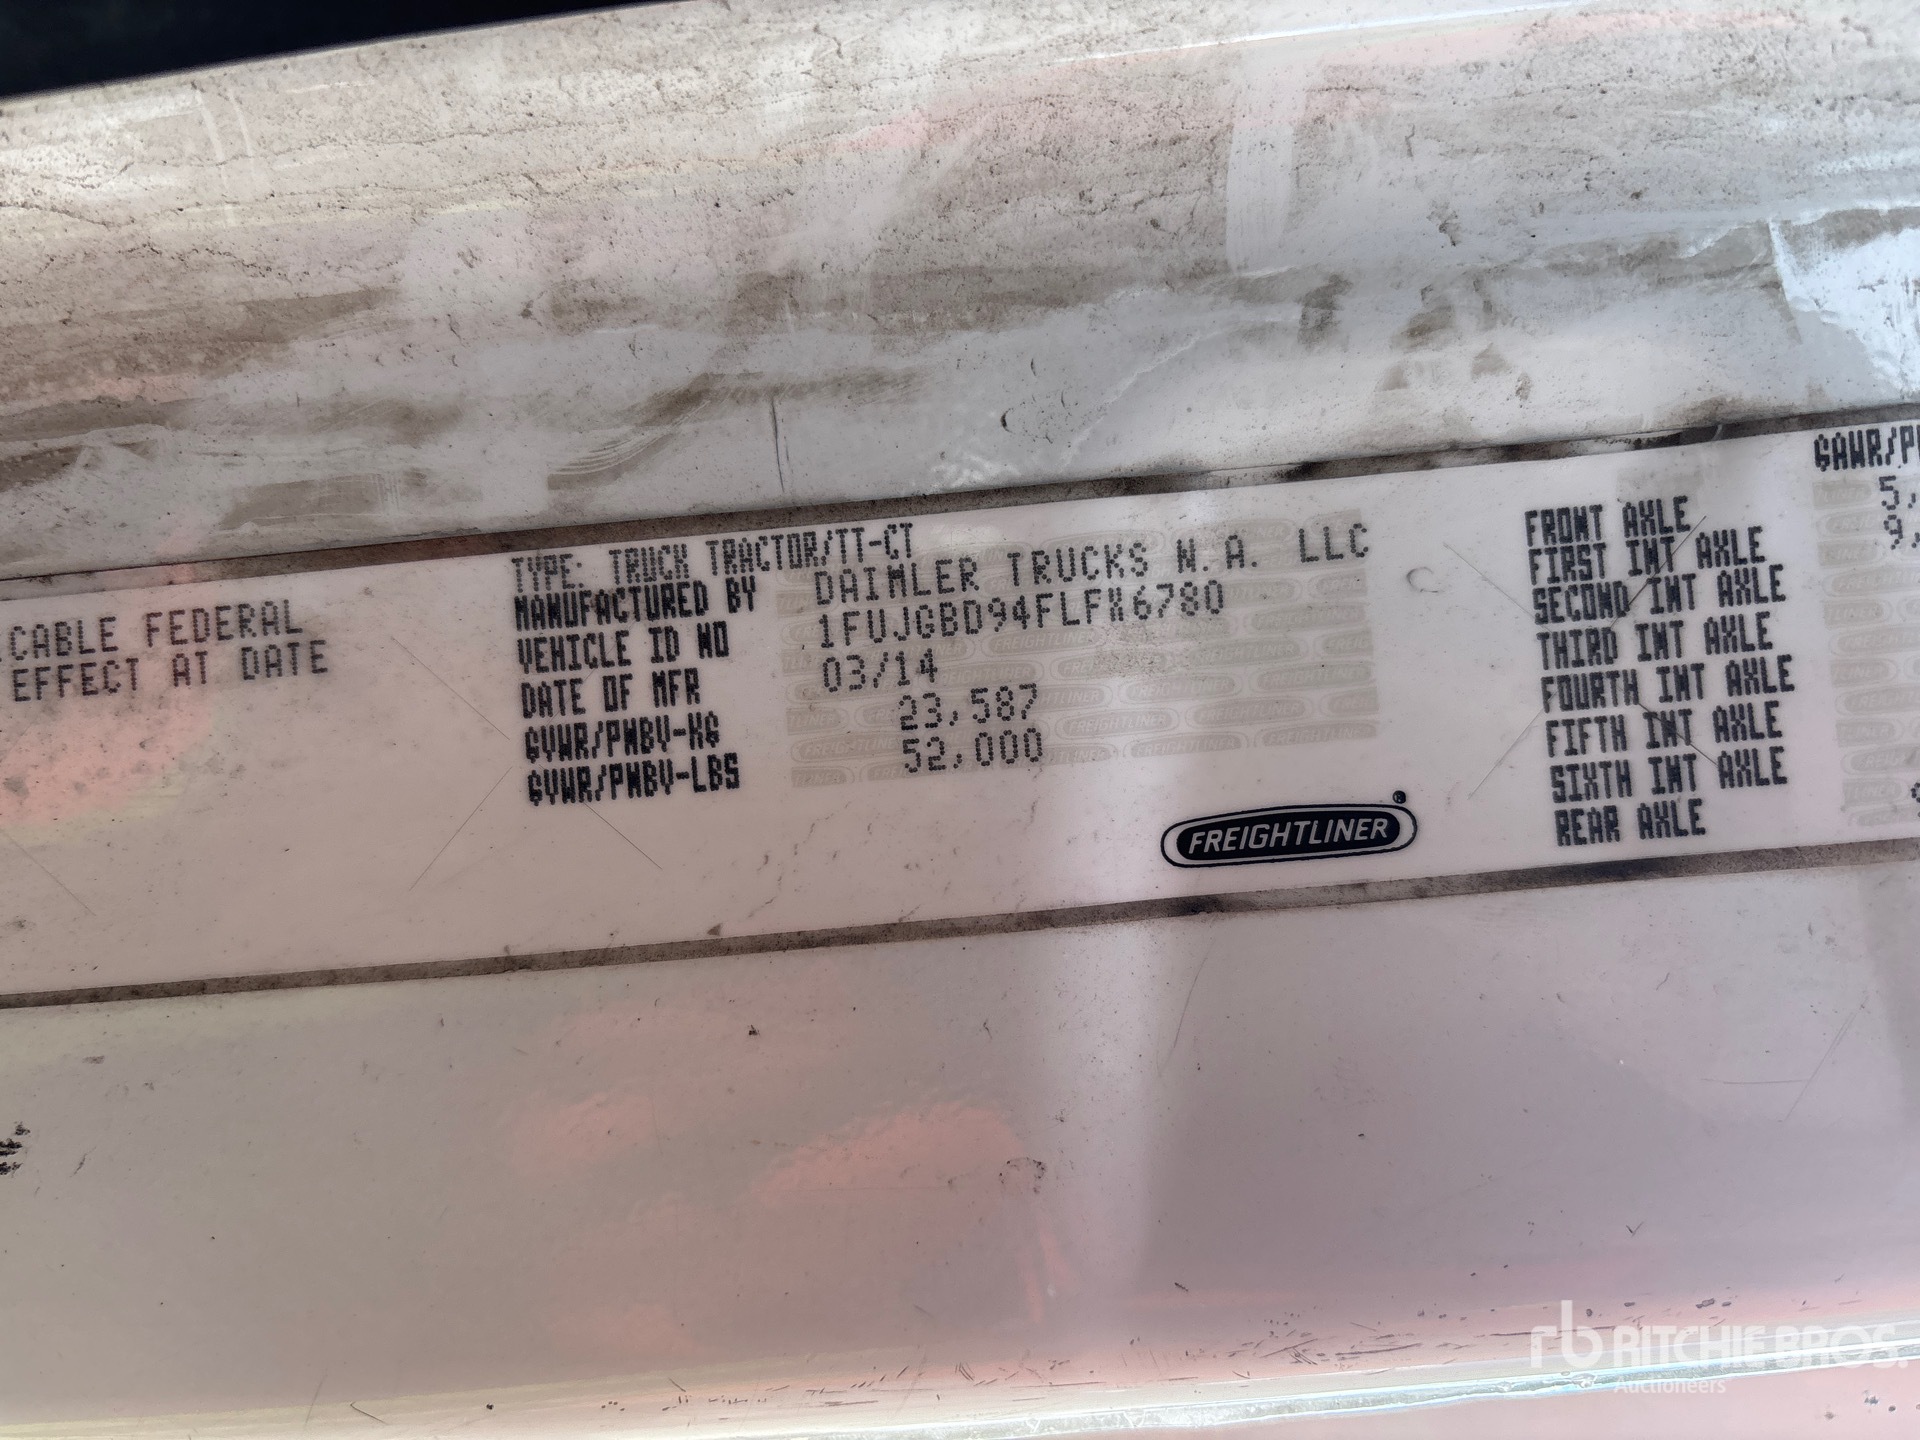 CABLE FEDERAL
EFFECT AT DATE
TYPE: TRUCK TRACTOR/TT-CT
MANUFACTURED BY DAIMLER TRUCKS N.A. LLC
VEHICLE ID NO 1FUJGBD94FLFX6780
DATE OF MFR 03/14
GVWR/PNBV-KG 23,587
GVWR/PNBV-LBS 52,000
FREIGHTLINER
GAWR/P
FRONT AXLE 5,
FIRST INT AXLE 9,
SECOND INT AXLE
THIRD INT AXLE
FOURTH INT AXLE
FIFTH INT AXLE
SIXTH INT AXLE
REAR AXLE
rb RITCHIE BROS.
Auctioneers